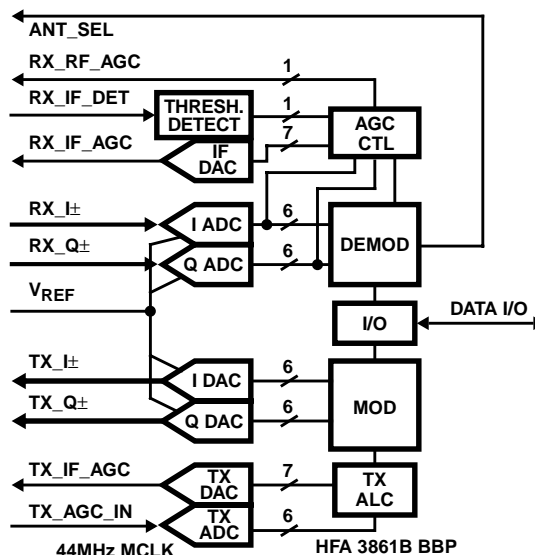 ANT_SEL
RX_RF_AGC
1
RX_IF_DET
THRESH.
DETECT
1
AGC
CTL
RX_IF_AGC
IF
DAC
7
RX_I±
I ADC
6
DEMOD
RX_Q±
Q ADC
6
VREF
I/O
DATA I/O
TX_I±
I DAC
6
MOD
TX_Q±
Q DAC
6
TX_IF_AGC
TX
DAC
7
TX
ALC
TX_AGC_IN
TX
ADC
6
44MHz MCLK
HFA 3861B BBP